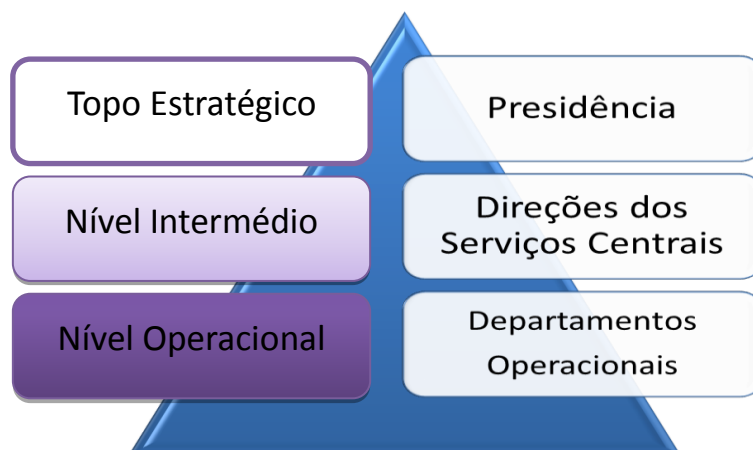 Topo Estratégico
Presidência
Nível Intermédio
Direções dos
Serviços Centrais
Nível Operacional
Departamentos
Operacionais